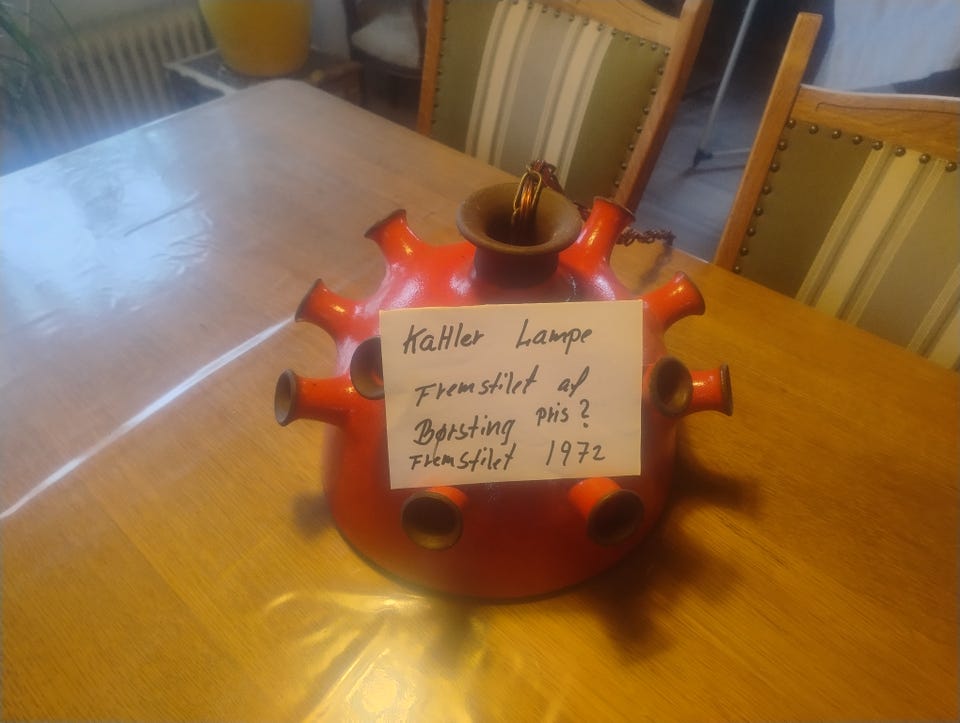 KaHler Lampe
Fremstilet af
Børsting pris?
Fremstilet 1972